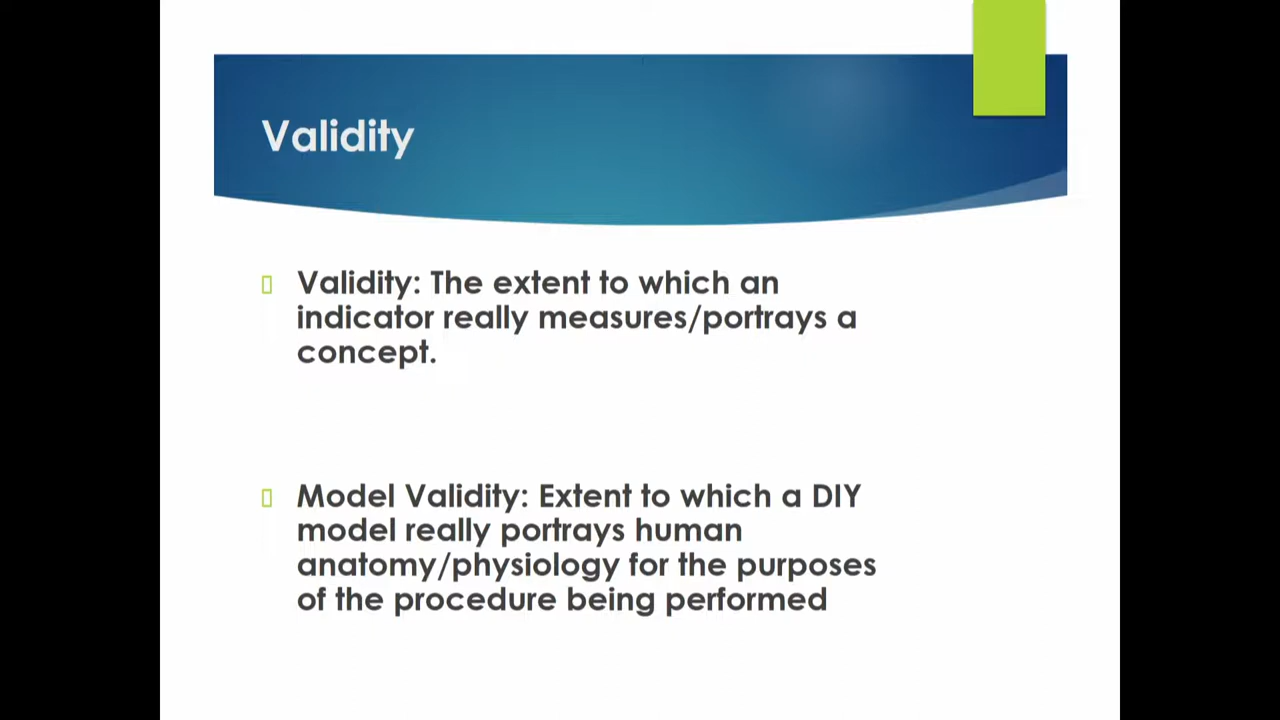 Validity
Validity: The extent to which an
indicator really measures/portrays a
concept.
Model Validity: Extent to which a DIY
model really portrays human
anatomy/physiology for the purposes
of the procedure being performed